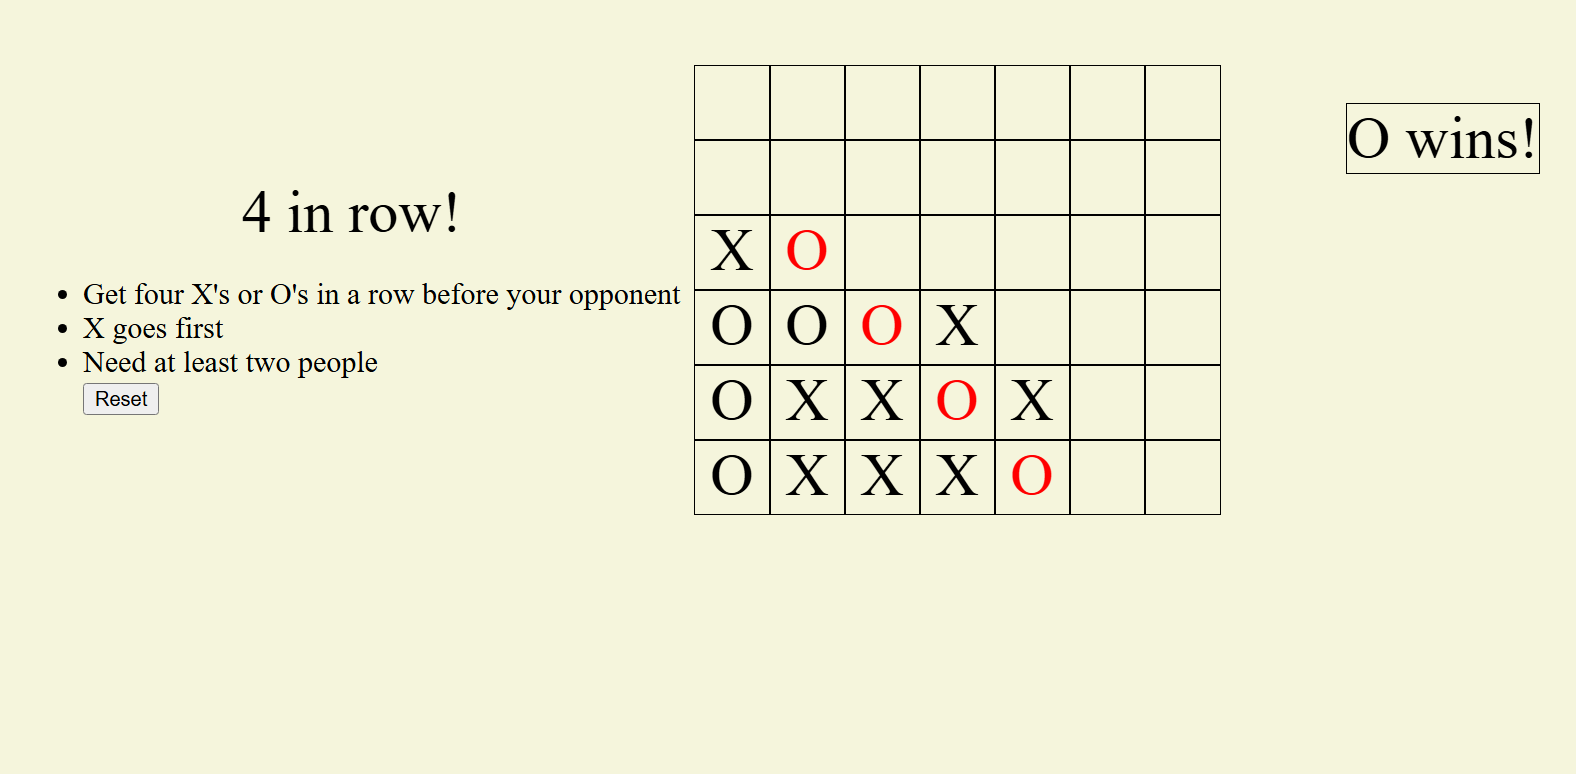 4 in row!
Get four X's or O's in a row before your opponent
X goes first
Need at least two people
Reset
X O
O O O X
O X X O X
O X X X O
O wins!